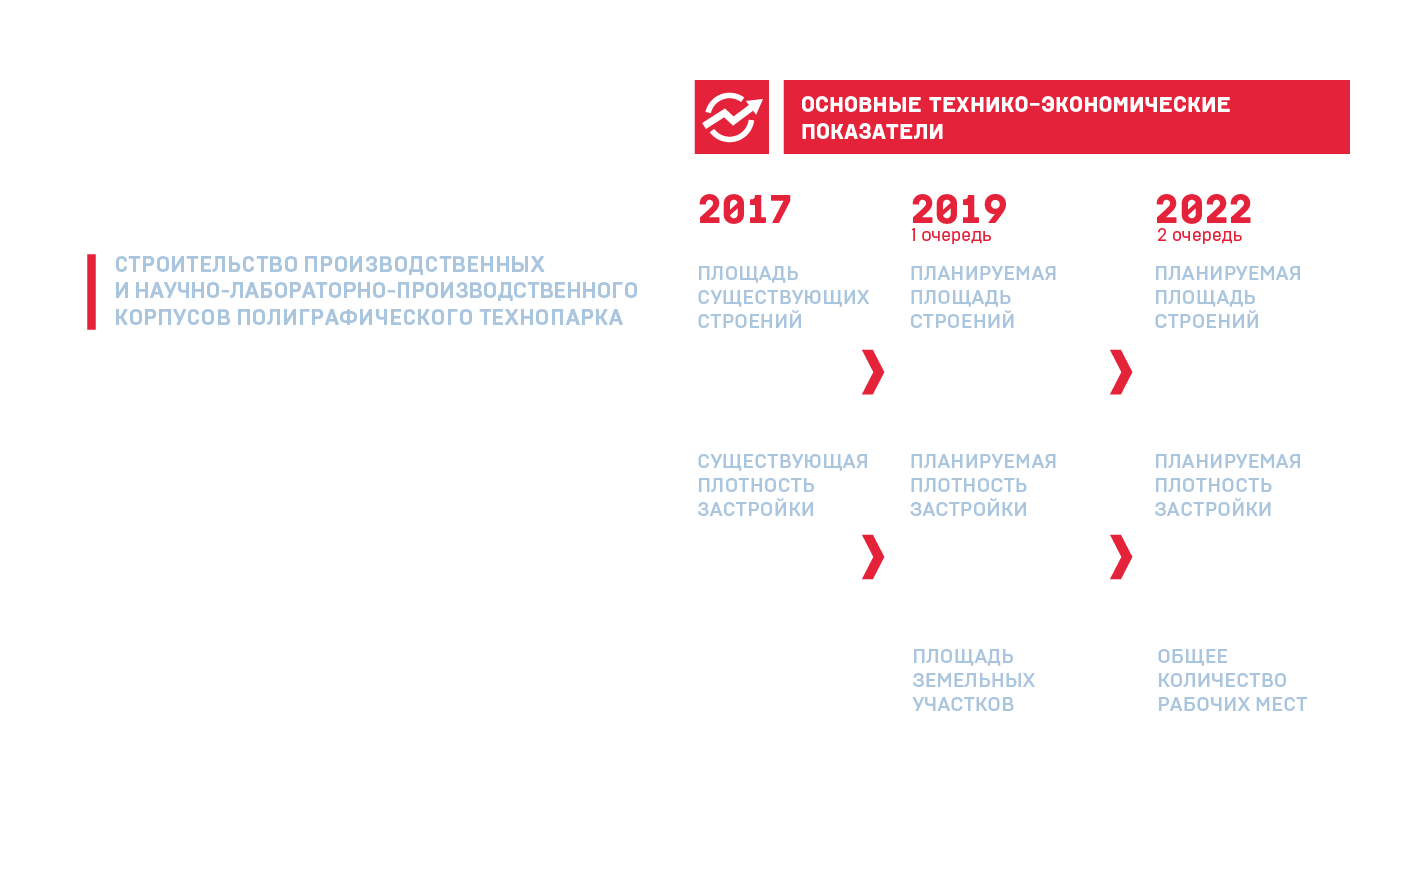 ОСНОВНЫЕ ТЕХНИКО-ЭКОНОМИЧЕСКИЕ
ПОКАЗАТЕЛИ
СТРОИТЕЛЬСТВО ПРОИЗВОДСТВЕННЫХ
И НАУЧНО-ЛАБОРАТОРНО-ПРОИЗВОДСТВЕННОГО
КОРПУСОВ ПОЛИГРАФИЧЕСКОГО ТЕХНОПАРКА
2017
ПЛОЩАДЬ
СУЩЕСТВУЮЩИХ
СТРОЕНИЙ
2019
1 очередь
ПЛАНИРУЕМАЯ
ПЛОЩАДЬ
СТРОЕНИЙ
2022
2 очередь
ПЛАНИРУЕМАЯ
ПЛОЩАДЬ
СТРОЕНИЙ
СУЩЕСТВУЮЩАЯ
ПЛОТНОСТЬ
ЗАСТРОЙКИ
ПЛАНИРУЕМАЯ
ПЛОТНОСТЬ
ЗАСТРОЙКИ
ПЛАНИРУЕМАЯ
ПЛОТНОСТЬ
ЗАСТРОЙКИ
ПЛОЩАДЬ
ЗЕМЕЛЬНЫХ
УЧАСТКОВ
ОБЩЕЕ
КОЛИЧЕСТВО
РАБОЧИХ МЕСТ